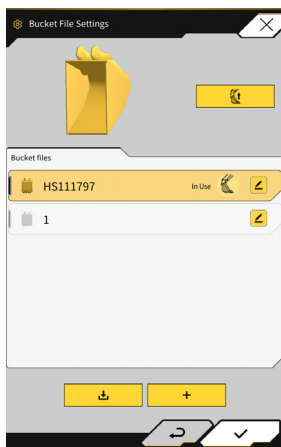 Bucket File Settings
Bucket files
HS111797
In Use
1